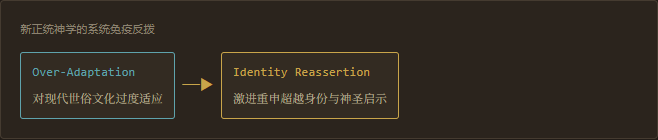 新正统神学的系统免疫反拨
Over-Adaptation
对现代世俗文化过度适应
Identity Reassertion
激进重申超越身份与神圣启示